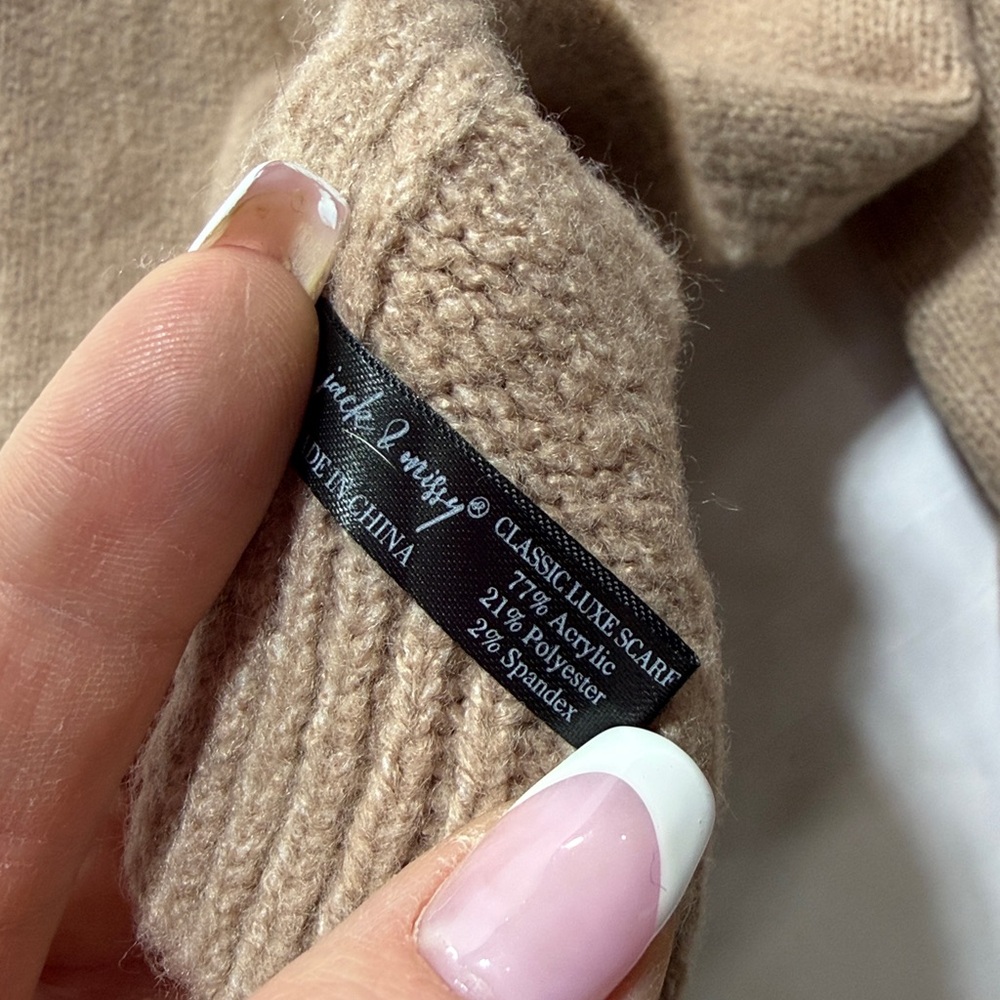 jack & missy®
DE IN CHINA
CLASSIC LUXE SCARF
77% Acrylic
21% Polyester
2% Spandex